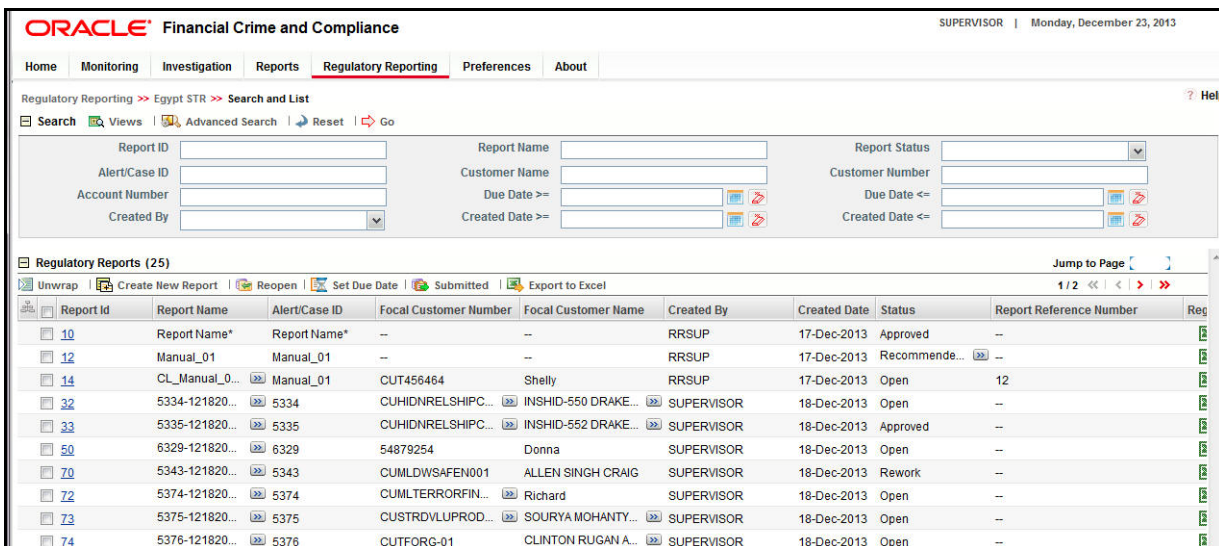 ORACLE® Financial Crime and Compliance SUPERVISOR | Monday, December 23, 2013
Home Monitoring Investigation Reports Regulatory Reporting Preferences About
Regulatory Reporting >> Egypt STR >> Search and List ? Hel
Search Views | Advanced Search | Reset | Go
Report ID Report Name Report Status
Alert/Case ID Customer Name Customer Number
Account Number Due Date >= Due Date <=
Created By Created Date >= Created Date <=
Regulatory Reports (25) Jump to Page [ ]
Unwrap | Create New Report | Reopen | Set Due Date | Submitted | Export to Excel 1/2 << | < | > | >>
Report Id Report Name Alert/Case ID Focal Customer Number Focal Customer Name Created By Created Date Status Report Reference Number Reg
10 Report Name* Report Name* -- -- RRSUP 17-Dec-2013 Approved --
12 Manual_01 Manual_01 -- -- RRSUP 17-Dec-2013 Recommende... >> --
14 CL_Manual_0... >> Manual_01 CUT456464 Shelly RRSUP 17-Dec-2013 Open 12
32 5334-121820... >> 5334 CUHIDNRELSHIPC... >> INSHID-550 DRAKE... >> SUPERVISOR 18-Dec-2013 Open --
33 5335-121820... >> 5335 CUHIDNRELSHIPC... >> INSHID-552 DRAKE... >> SUPERVISOR 18-Dec-2013 Approved --
50 6329-121820... >> 6329 54879254 Donna SUPERVISOR 18-Dec-2013 Open --
70 5343-121820... >> 5343 CUMLDWSAFEN001 ALLEN SINGH CRAIG SUPERVISOR 18-Dec-2013 Rework --
72 5374-121820... >> 5374 CUMLTERRORFIN... >> Richard SUPERVISOR 18-Dec-2013 Open --
73 5375-121820... >> 5375 CUSTRDVLUPROD... >> SOURYA MOHANTY... >> SUPERVISOR 18-Dec-2013 Open --
74 5376-121820... >> 5376 CUTFORG-01 CLINTON RUGAN A... >> SUPERVISOR 18-Dec-2013 Open --